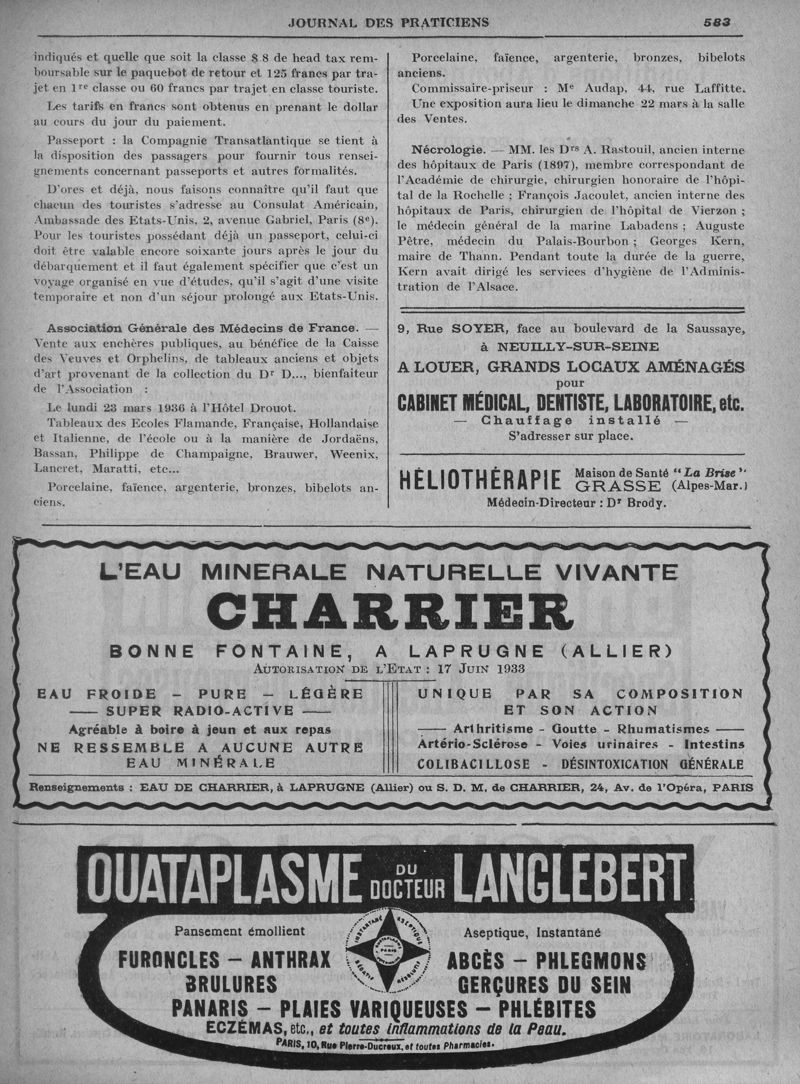 JOURNAL DES PRATICIENS 583
indiqués et quelle que soit la classe $ 8 de head tax rem-
boursable sur le paquebot de retour et 125 francs par tra-
jet en 1re classe ou 60 francs par trajet en classe touriste.
Les tarifs en francs sont obtenus en prenant le dollar
au cours du jour du paiement.
Passeport : la Compagnie Transatlantique se tient à
la disposition des passagers pour fournir tous rensei-
gnements concernant passeports et autres formalités.
D'ores et déjà, nous faisons connaître qu'il faut que
chacun des touristes s'adresse au Consulat Américain,
Ambassade des Etats-Unis, 2, avenue Gabriel, Paris (8e).
Pour les touristes possédant déjà un passeport, celui-ci
doit être valable encore soixante jours après le jour du
débarquement et il faut également spécifier que c'est un
voyage organisé en vue d'études, qu'il s'agit d'une visite
temporaire et non d'un séjour prolongé aux Etats-Unis.
Association Générale des Médecins de France. —
Vente aux enchères publiques, au bénéfice de la Caisse
des Veuves et Orphelins, de tableaux anciens et objets
d'art provenant de la collection du Dr D..., bienfaiteur
de l'Association :
Le lundi 23 mars 1936 à l'Hôtel Drouot.
Tableaux des Ecoles Flamande, Française, Hollandaise
et Italienne, de l'école ou à la manière de Jordaëns,
Bassan, Philippe de Champaigne, Brauwer, Weenix,
Lancret, Maratti, etc...
Porcelaine, faïence, argenterie, bronzes, bibelots an-
ciens.
Porcelaine, faïence, argenterie, bronzes, bibelots
anciens.
Commissaire-priseur : Me Audap, 44, rue Laffitte.
Une exposition aura lieu le dimanche 22 mars à la salle
des Ventes.
Nécrologie. — MM. les Drs A. Rastouil, ancien interne
des hôpitaux de Paris (1897), membre correspondant de
l'Académie de chirurgie, chirurgien honoraire de l'hôpi-
tal de la Rochelle ; François Jacoulet, ancien interne des
hôpitaux de Paris, chirurgien de l'hôpital de Vierzon ;
le médecin général de la marine Labadens ; Auguste
Pêtre, médecin du Palais-Bourbon ; Georges Kern,
maire de Thann. Pendant toute la durée de la guerre,
Kern avait dirigé les services d'hygiène de l'Adminis-
tration de l'Alsace.
9, Rue SOYER, face au boulevard de la Saussaye,
à NEUILLY-SUR-SEINE
A LOUER, GRANDS LOCAUX AMÉNAGÉS
pour
CABINET MÉDICAL, DENTISTE, LABORATOIRE, etc.
— Chauffage installé —
S'adresser sur place.
HÉLIOTHÉRAPIE Maison de Santé "La Brise"
GRASSE (Alpes-Mar.)
Médecin-Directeur : Dr Brody.
L'EAU MINERALE NATURELLE VIVANTE
CHARRIER
BONNE FONTAINE, A LAPRUGNE (ALLIER)
AUTORISATION DE L'ETAT : 17 JUIN 1933
EAU FROIDE – PURE – LÉGÈRE
— SUPER RADIO-ACTIVE —
Agréable à boire à jeun et aux repas
NE RESSEMBLE A AUCUNE AUTRE
EAU MINÉRALE
UNIQUE PAR SA COMPOSITION
ET SON ACTION
— Arthritisme - Goutte - Rhumatismes —
Artério-Sclérose - Voies urinaires - Intestins
COLIBACILLOSE - DÉSINTOXICATION GÉNÉRALE
Renseignements : EAU DE CHARRIER, à LAPRUGNE (Allier) ou S. D. M. de CHARRIER, 24, Av. de l'Opéra, PARIS
OUATAPLASME DU DOCTEUR LANGLEBERT
Pansement émollient
Aseptique, Instantané
FURONCLES – ANTHRAX
ABCÈS – PHLEGMONS
BRULURES
GERÇURES DU SEIN
PANARIS – PLAIES VARIQUEUSES – PHLÉBITES
ECZÉMAS, etc., et toutes inflammations de la Peau.
PARIS, 10, Rue Pierre-Ducreux, et toutes Pharmacies.